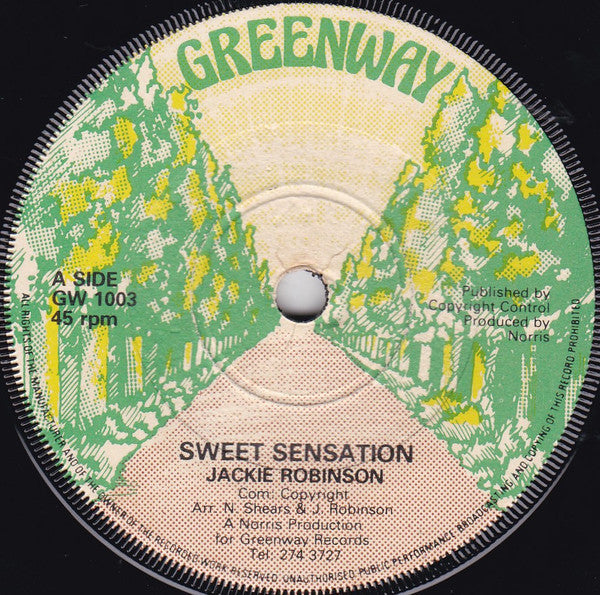 GREENWAY
A SIDE
GW 1003
45 rpm
Published by
Copyright Control
Produced by
Norris
SWEET SENSATION
JACKIE ROBINSON
Com: Copyright
Arr. N. Shears & J. Robinson
A Norris Production
for Greenway Records
Tel: 274 3727
ALL RIGHTS OF THE MANUFACTURER AND OF THE OWNER OF THE RECORDED WORK RESERVED. UNAUTHORISED PUBLIC PERFORMANCE, BROADCASTING AND COPYING OF THIS RECORD PROHIBITED